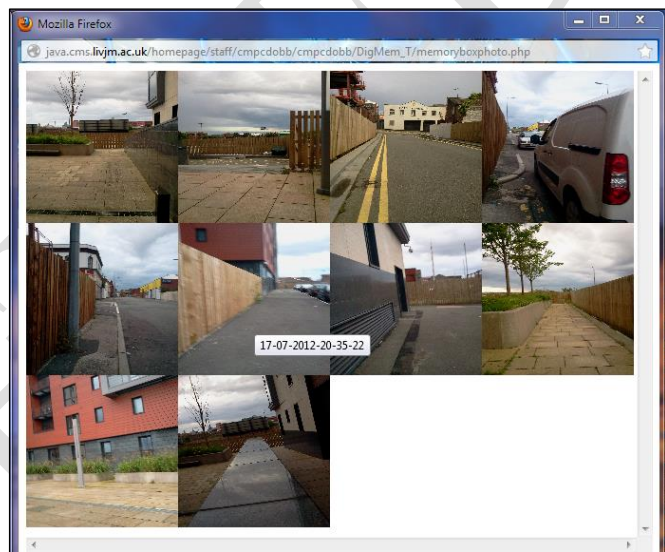 Mozilla Firefox
java.cms.livjm.ac.uk/homepage/staff/cmpcdobb/cmpcdobb/DigMem_T/memoryboxphoto.php
17-07-2012-20-35-22